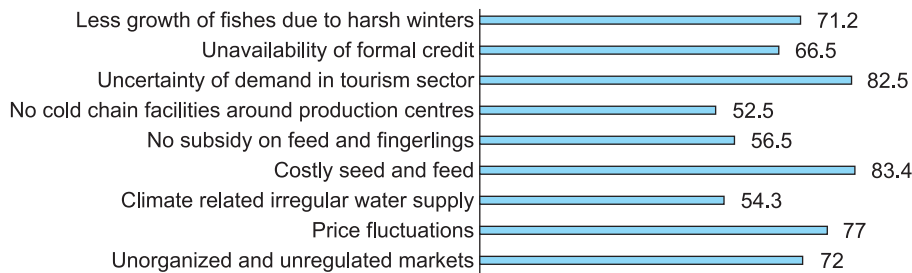 Less growth of fishes due to harsh winters 71.2
Unavailability of formal credit 66.5
Uncertainty of demand in tourism sector 82.5
No cold chain facilities around production centres 52.5
No subsidy on feed and fingerlings 56.5
Costly seed and feed 83.4
Climate related irregular water supply 54.3
Price fluctuations 77
Unorganized and unregulated markets 72